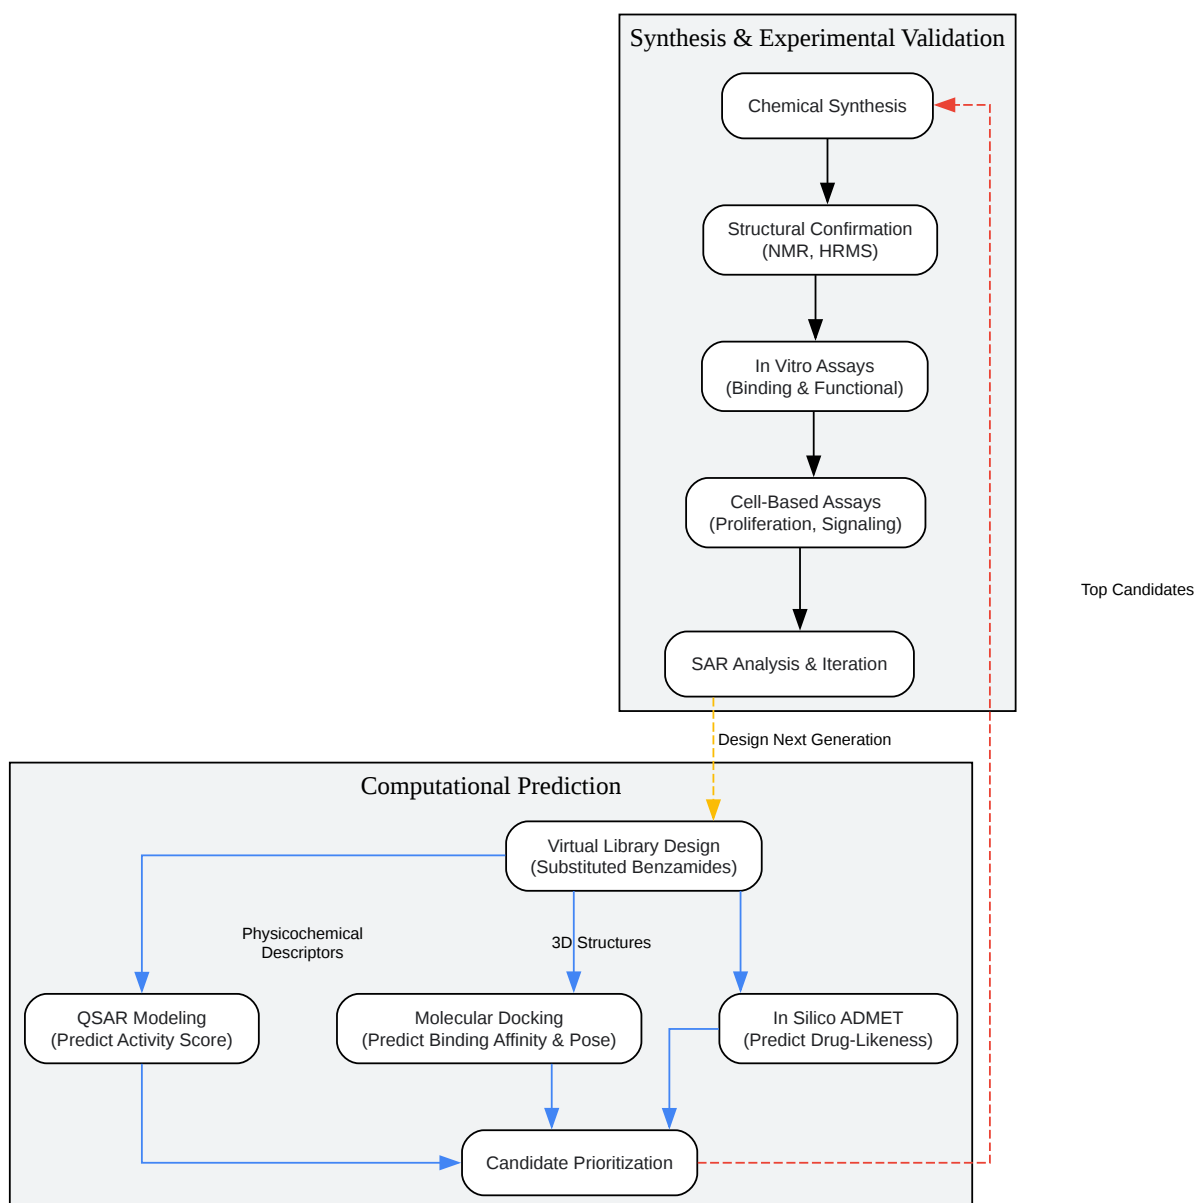 Synthesis & Experimental Validation
Chemical Synthesis
Structural Confirmation
(NMR, HRMS)
In Vitro Assays
(Binding & Functional)
Cell-Based Assays
(Proliferation, Signaling)
Top Candidates
SAR Analysis & Iteration
Design Next Generation
Computational Prediction
Virtual Library Design
(Substituted Benzamides)
Physicochemical
Descriptors
3D Structures
QSAR Modeling
(Predict Activity Score)
Molecular Docking
(Predict Binding Affinity & Pose)
In Silico ADMET
(Predict Drug-Likeness)
Candidate Prioritization